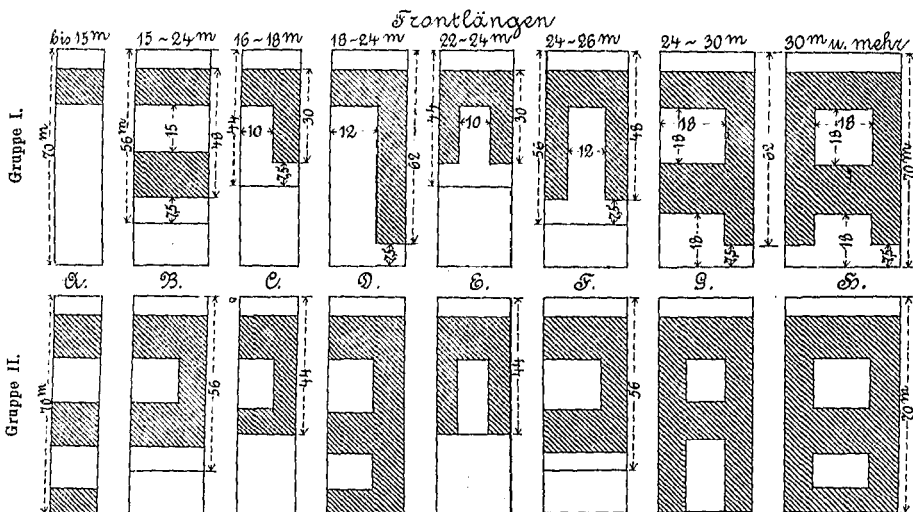 Frontlängen
bis 15 m 15~24 m 16~18 m 18-24 m 22~24 m 24~26 m 24~30 m 30 m u. mehr
Gruppe I.
70 m 56 m 15 48 7,5 44 10 30 7,5 12 62 7,5 44 10 30 56 12 48 7,5 18 18 18 7,5 62 18 18 18 7,5 70 m
A. B. C. D. E. F. G. H.
Gruppe II.
70 m 56 44 44 56 70 m